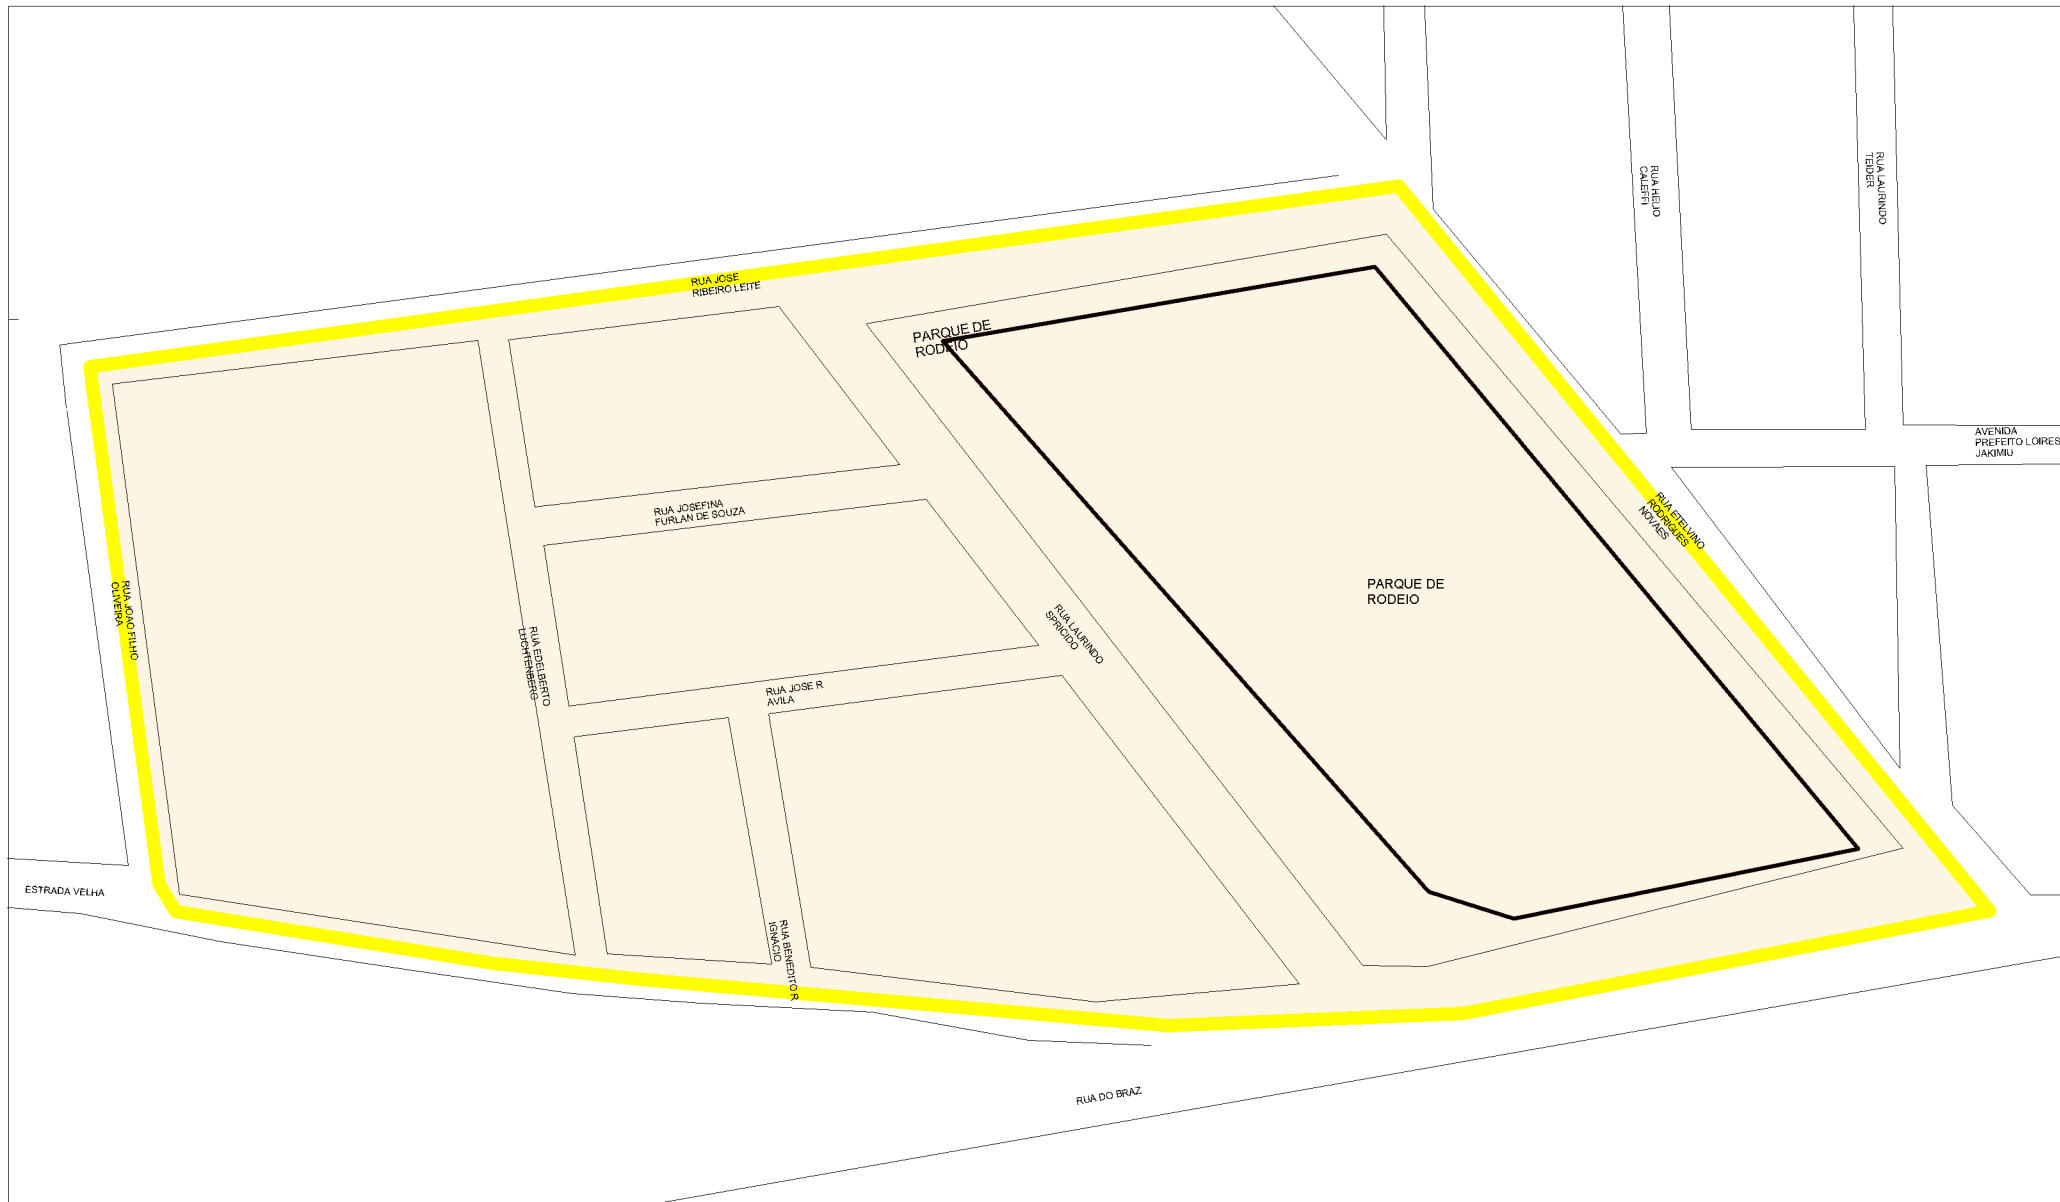 RUA HELIO
CALEFFI
RUA LAURINDO
TEIDER
RUA JOSE
RIBEIRO LEITE
PARQUE DE
RODEIO
AVENIDA
PREFEITO LOIRES
JAKIMIU
RUA JOSEFINA
FURLAN DE SOUZA
RUA ETELVINO
RODRIGUES
NOVAES
PARQUE DE
RODEIO
RUA JOAO FILHO
OLIVEIRA
RUA EDELBERTO
LUCHTENBERG
RUA LAURINDO
SPRICIDO
RUA JOSE R
AVILA
ESTRADA VELHA
RUA BENEDITO R
IGNACIO
RUA DO BRAZ